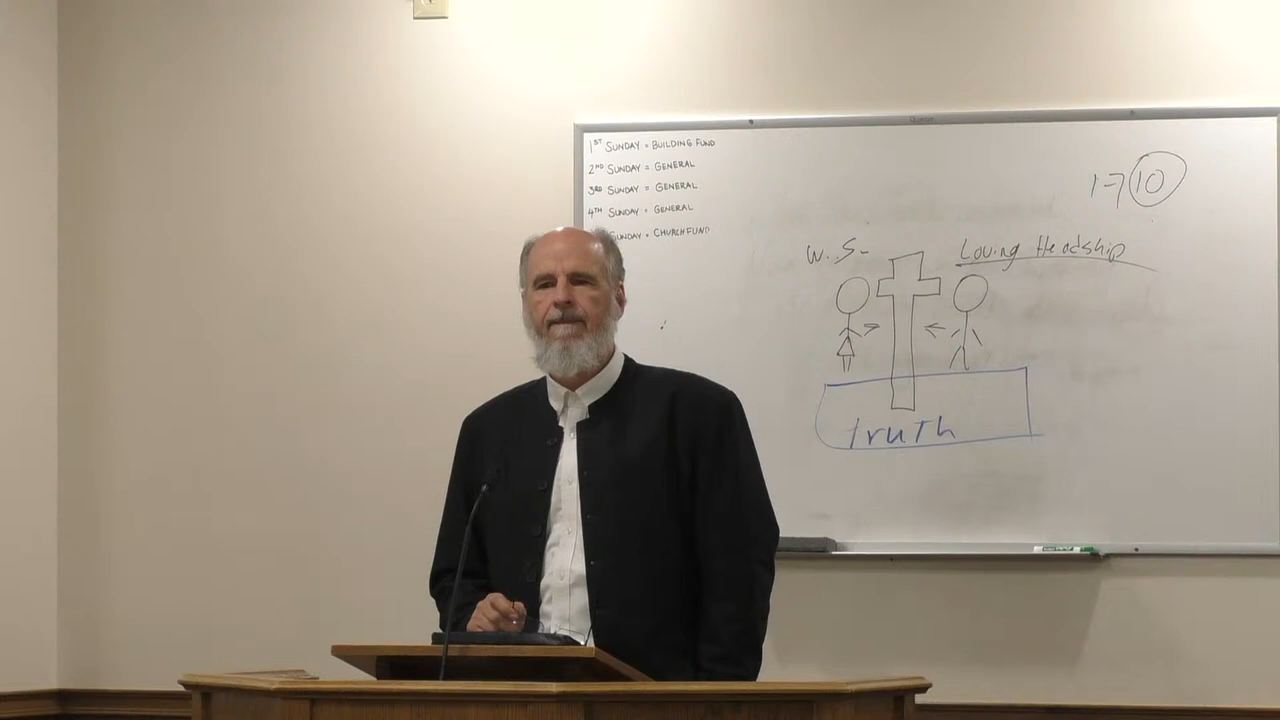 1ST SUNDAY = BUILDING FUND
2ND SUNDAY = GENERAL
3RD SUNDAY = GENERAL
4TH SUNDAY = GENERAL
SUNDAY = CHURCH FUND
1-7 10
W.S- Loving Headship
truth